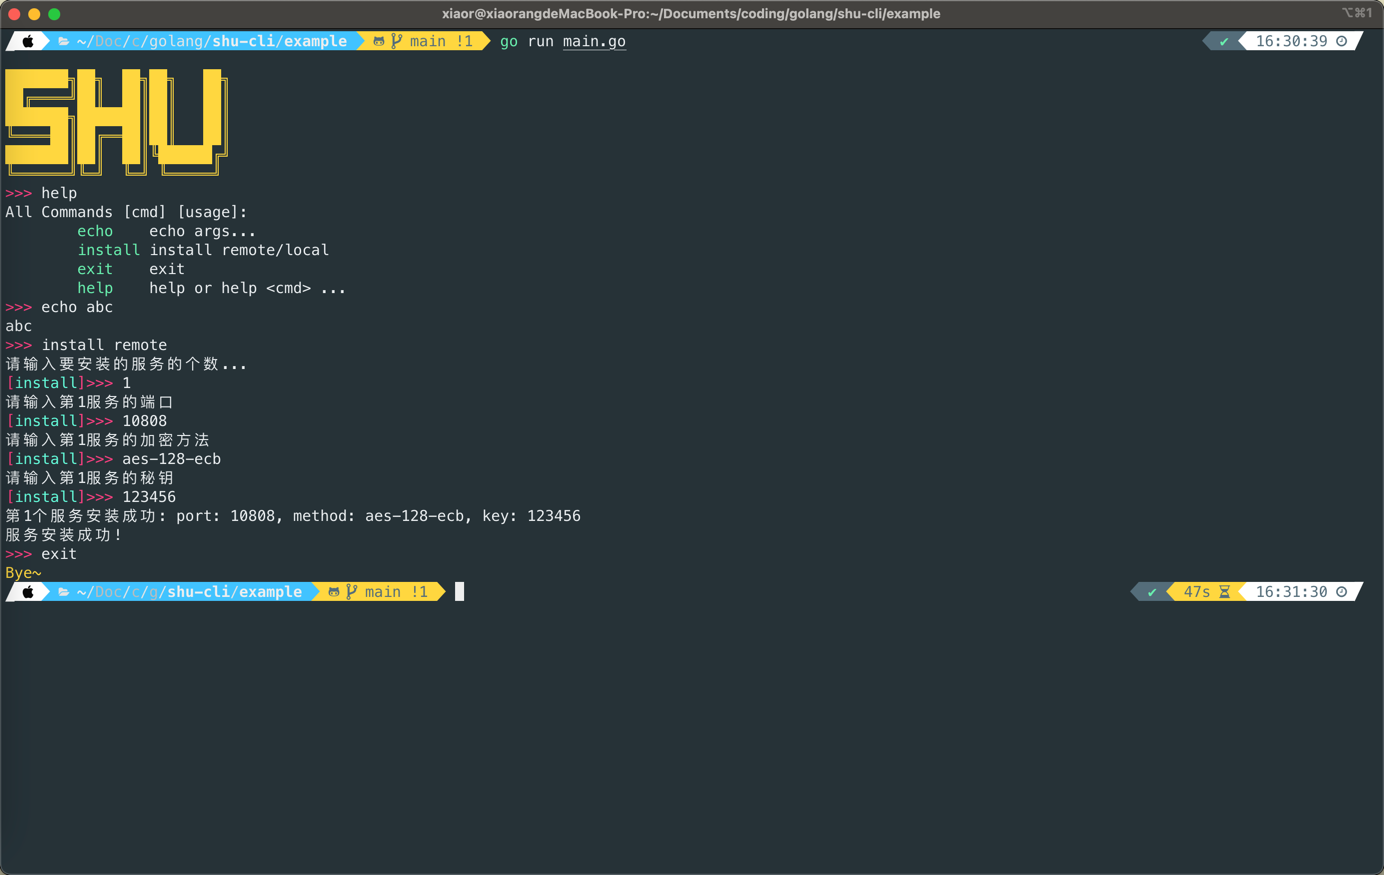 xiaor@xiaorangdeMacBook-Pro:~/Documents/coding/golang/shu-cli/example ⌥⌘1
~/Doc/c/golang/shu-cli/example main !1 go run main.go ✔ 16:30:39
SHU
>>> help
All Commands [cmd] [usage]:
echo echo args...
install install remote/local
exit exit
help help or help <cmd> ...
>>> echo abc
abc
>>> install remote
请输入要安装的服务的个数...
[install]>>> 1
请输入第1服务的端口
[install]>>> 10808
请输入第1服务的加密方法
[install]>>> aes-128-ecb
请输入第1服务的秘钥
[install]>>> 123456
第1个服务安装成功: port: 10808, method: aes-128-ecb, key: 123456
服务安装成功!
>>> exit
Bye~
~/Doc/c/g/shu-cli/example main !1 ✔ 47s 16:31:30